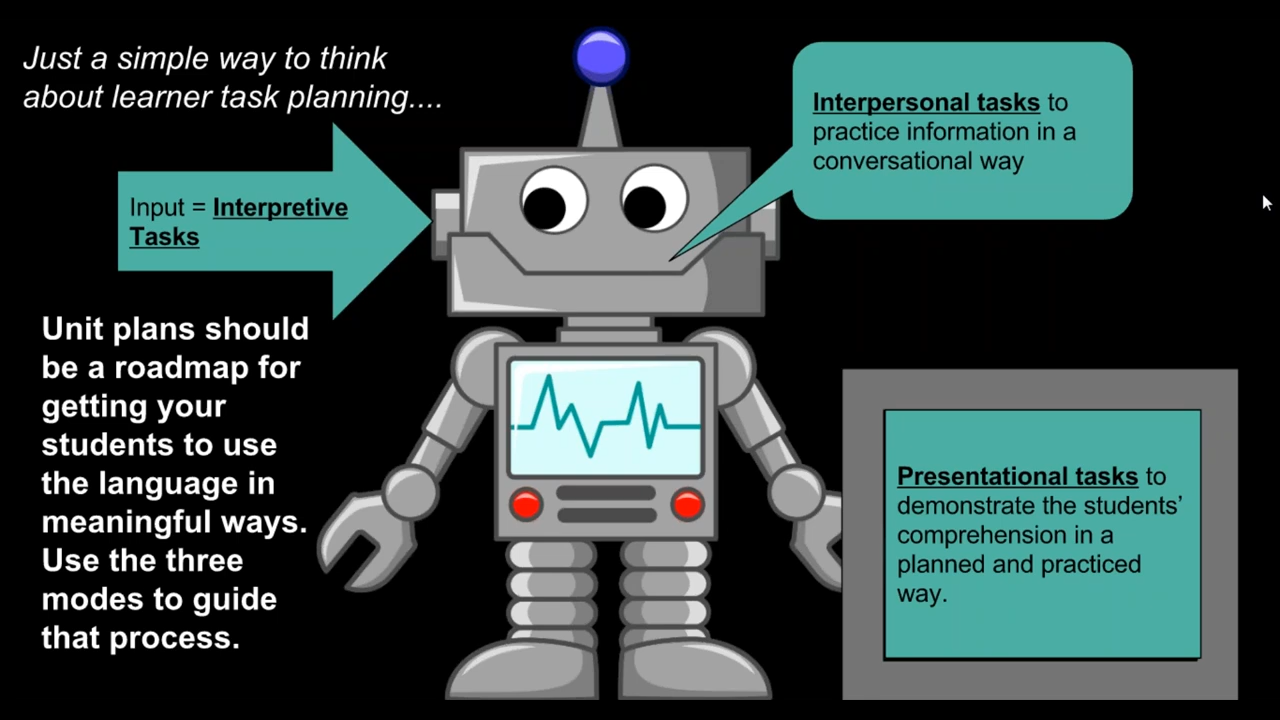 Just a simple way to think
about learner task planning....
Input = Interpretive
Tasks
Interpersonal tasks to
practice information in a
conversational way
Unit plans should
be a roadmap for
getting your
students to use
the language in
meaningful ways.
Use the three
modes to guide
that process.
Presentational tasks to
demonstrate the students’
comprehension in a
planned and practiced
way.